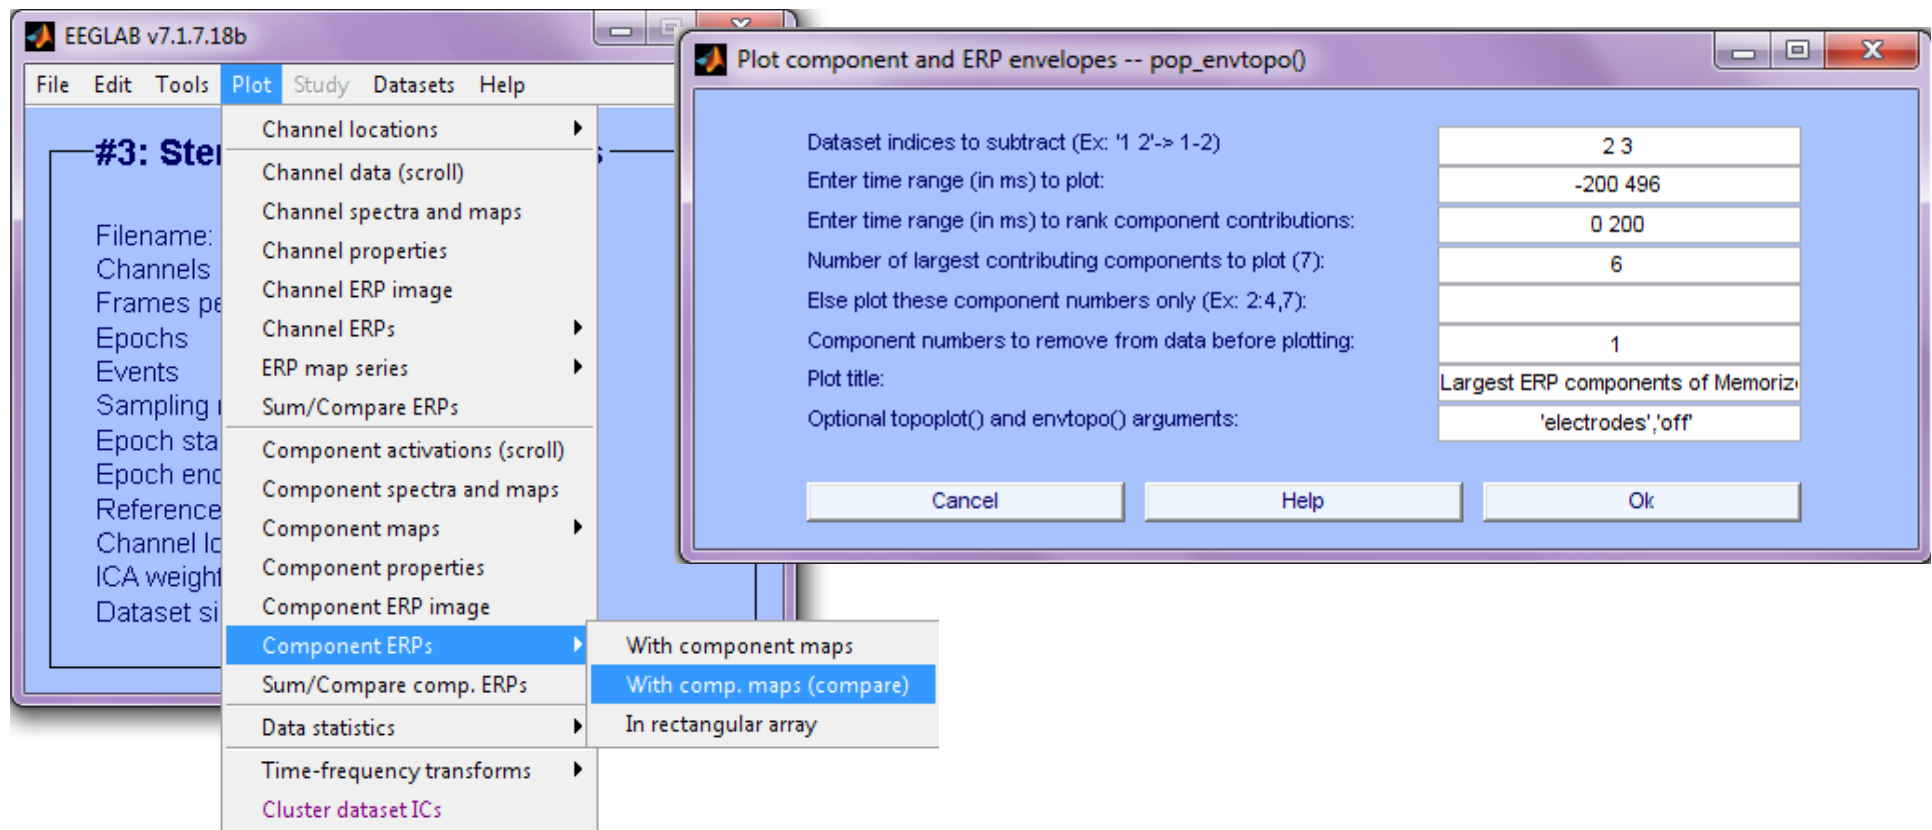 EEGLAB v7.1.7.18b
File Edit Tools Plot Study Datasets Help
#3:
Filename:
Channels
Frames
Epochs
Events
Sampling
Epoch
Epoch
Reference
Channel
ICA
Dataset
Channel locations
Channel data (scroll)
Channel spectra and maps
Channel properties
Channel ERP image
Channel ERPs
ERP map series
Sum/Compare ERPs
Component activations (scroll)
Component spectra and maps
Component maps
Component properties
Component ERP image
Component ERPs
Sum/Compare comp. ERPs
Data statistics
Time-frequency transforms
Cluster dataset ICs
With component maps
With comp. maps (compare)
In rectangular array
Plot component and ERP envelopes -- pop_envtopo()
Dataset indices to subtract (Ex: '1 2'-> 1-2) 2 3
Enter time range (in ms) to plot: -200 496
Enter time range (in ms) to rank component contributions: 0 200
Number of largest contributing components to plot (7): 6
Else plot these component numbers only (Ex: 2:4,7):
Component numbers to remove from data before plotting: 1
Plot title: Largest ERP components of
Optional topoplot() and envtopo() arguments: 'electrodes','off'
Cancel Help Ok